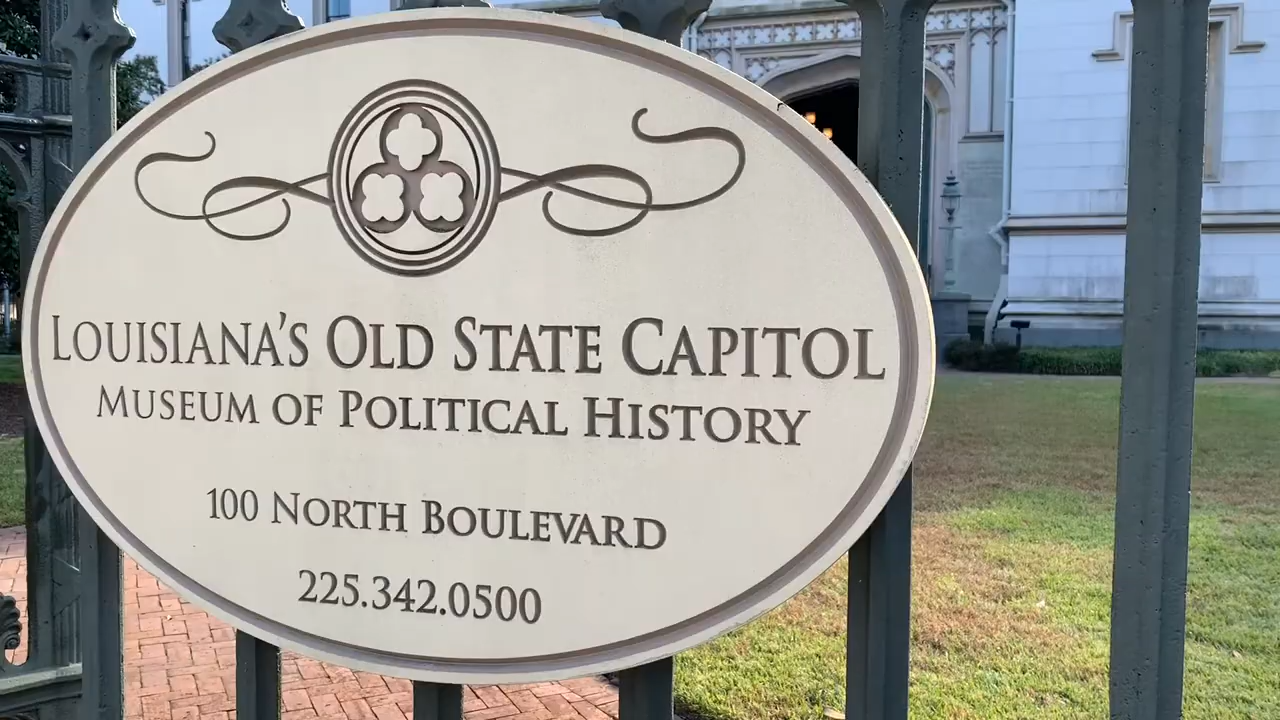 Louisiana's Old State Capitol
Museum of Political History
100 North Boulevard
225.342.0500